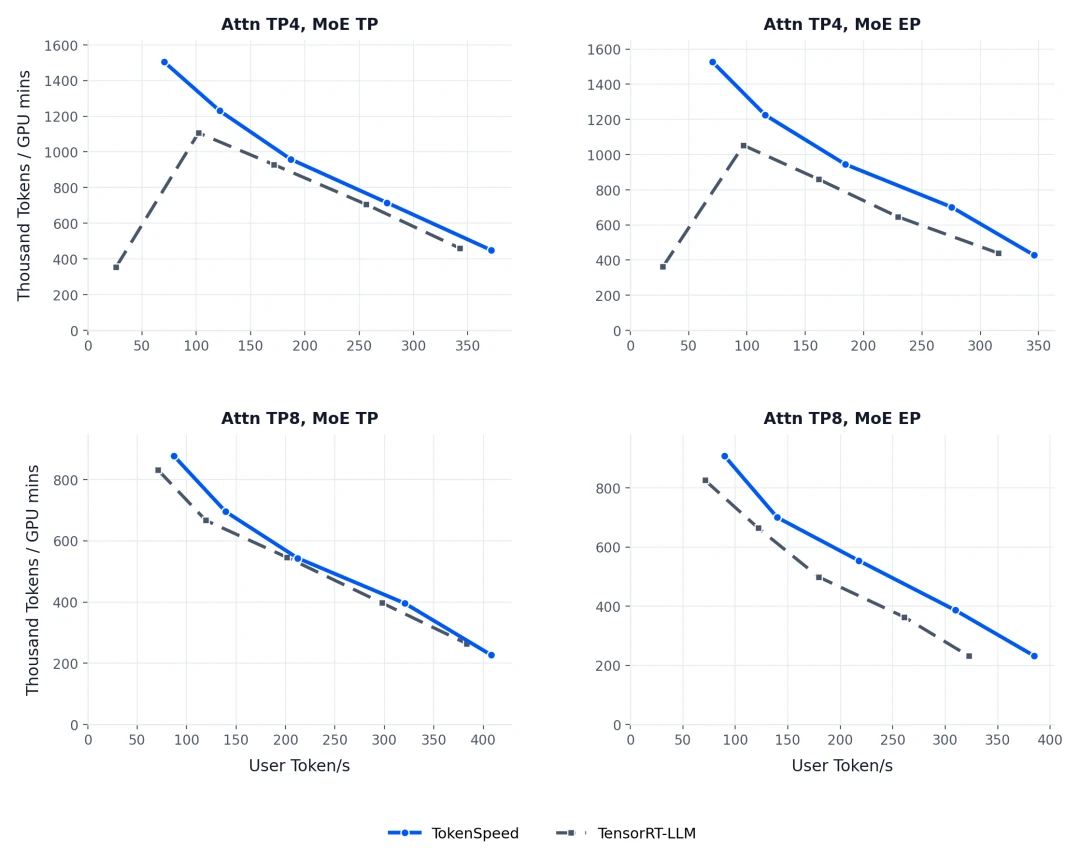 Attn TP4, MoE TP
Thousand Tokens / GPU mins
1600
1400
1200
1000
800
600
400
200
0
0 50 100 150 200 250 300 350
Attn TP4, MoE EP
1600
1400
1200
1000
800
600
400
200
0
0 50 100 150 200 250 300 350
Attn TP8, MoE TP
Thousand Tokens / GPU mins
800
600
400
200
0
0 50 100 150 200 250 300 350 400
User Token/s
Attn TP8, MoE EP
800
600
400
200
0
0 50 100 150 200 250 300 350 400
User Token/s
TokenSpeed TensorRT-LLM